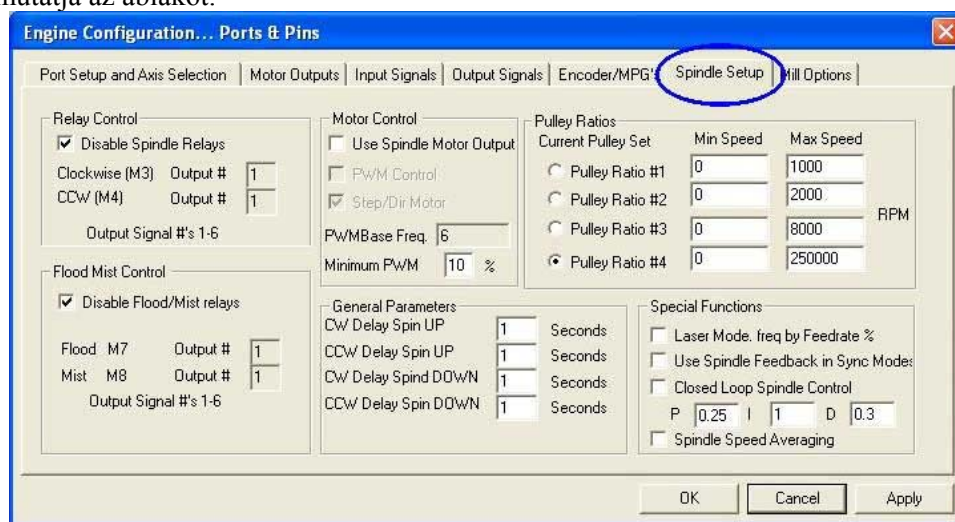 mutatja az ablakot.
Engine Configuration... Ports & Pins
Port Setup and Axis Selection Motor Outputs Input Signals Output Signals Encoder/MPG's Spindle Setup Mill Options
Relay Control
Disable Spindle Relays
Clockwise (M3) Output # 1
CCW (M4) Output # 1
Output Signal #'s 1-6
Flood Mist Control
Disable Flood/Mist relays
Flood M7 Output # 1
Mist M8 Output # 1
Output Signal #'s 1-6
Motor Control
Use Spindle Motor Output
PWM Control
Step/Dir Motor
PWMBase Freq. 6
Minimum PWM 10 %
General Parameters
CW Delay Spin UP 1 Seconds
CCW Delay Spin UP 1 Seconds
CW Delay Spind DOWN 1 Seconds
CCW Delay Spin DOWN 1 Seconds
Pulley Ratios
Current Pulley Set Min Speed Max Speed
Pulley Ratio #1 0 1000
Pulley Ratio #2 0 2000
RPM
Pulley Ratio #3 0 8000
Pulley Ratio #4 0 250000
Special Functions
Laser Mode. freq by Feedrate %
Use Spindle Feedback in Sync Modes
Closed Loop Spindle Control
P 0.25 I 1 D 0.3
Spindle Speed Averaging
OK Cancel Apply